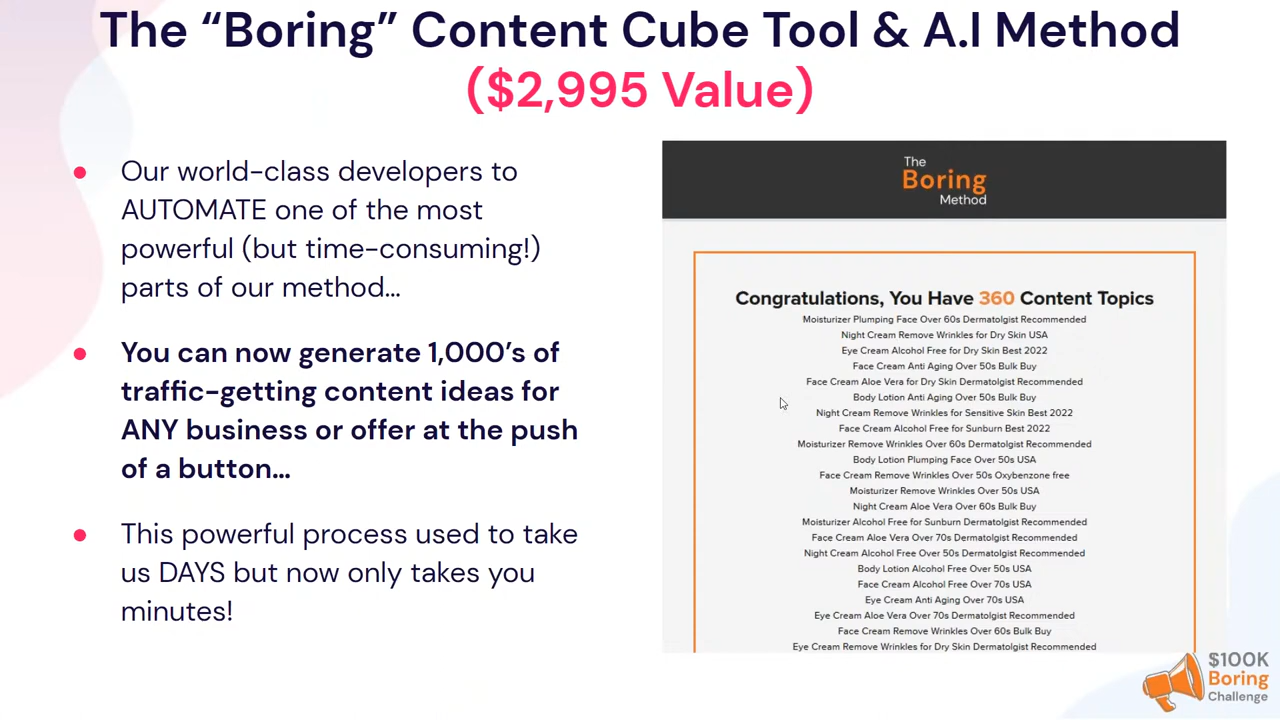 The “Boring” Content Cube Tool & A.I Method
($2,995 Value)
● Our world-class developers to
AUTOMATE one of the most
powerful (but time-consuming!)
parts of our method...
● You can now generate 1,000’s of
traffic-getting content ideas for
ANY business or offer at the push
of a button...
● This powerful process used to take
us DAYS but now only takes you
minutes!
The
Boring
Method
Congratulations, You Have 360 Content Topics
Moisturizer Plumping Face Over 60s Dermatolgist Recommended
Night Cream Remove Wrinkles for Dry Skin USA
Eye Cream Alcohol Free for Dry Skin Best 2022
Face Cream Anti Aging Over 50s Bulk Buy
Face Cream Aloe Vera for Dry Skin Dermatolgist Recommended
Body Lotion Anti Aging Over 50s Bulk Buy
Night Cream Remove Wrinkles for Sensitive Skin Best 2022
Face Cream Alcohol Free for Sunburn Best 2022
Moisturizer Remove Wrinkles Over 60s Dermatolgist Recommended
Body Lotion Plumping Face Over 50s USA
Face Cream Remove Wrinkles Over 50s Oxybenzone free
Moisturizer Remove Wrinkles Over 50s USA
Night Cream Aloe Vera Over 60s Bulk Buy
Moisturizer Alcohol Free for Sunburn Dermatolgist Recommended
Face Cream Aloe Vera Over 70s Dermatolgist Recommended
Night Cream Alcohol Free Over 50s Dermatolgist Recommended
Body Lotion Alcohol Free Over 50s USA
Face Cream Alcohol Free Over 70s USA
Eye Cream Anti Aging Over 70s USA
Eye Cream Aloe Vera Over 70s Dermatolgist Recommended
Face Cream Remove Wrinkles Over 60s Bulk Buy
Eye Cream Remove Wrinkles for Dry Skin Dermatolgist Recommended
$100K
Boring
Challenge